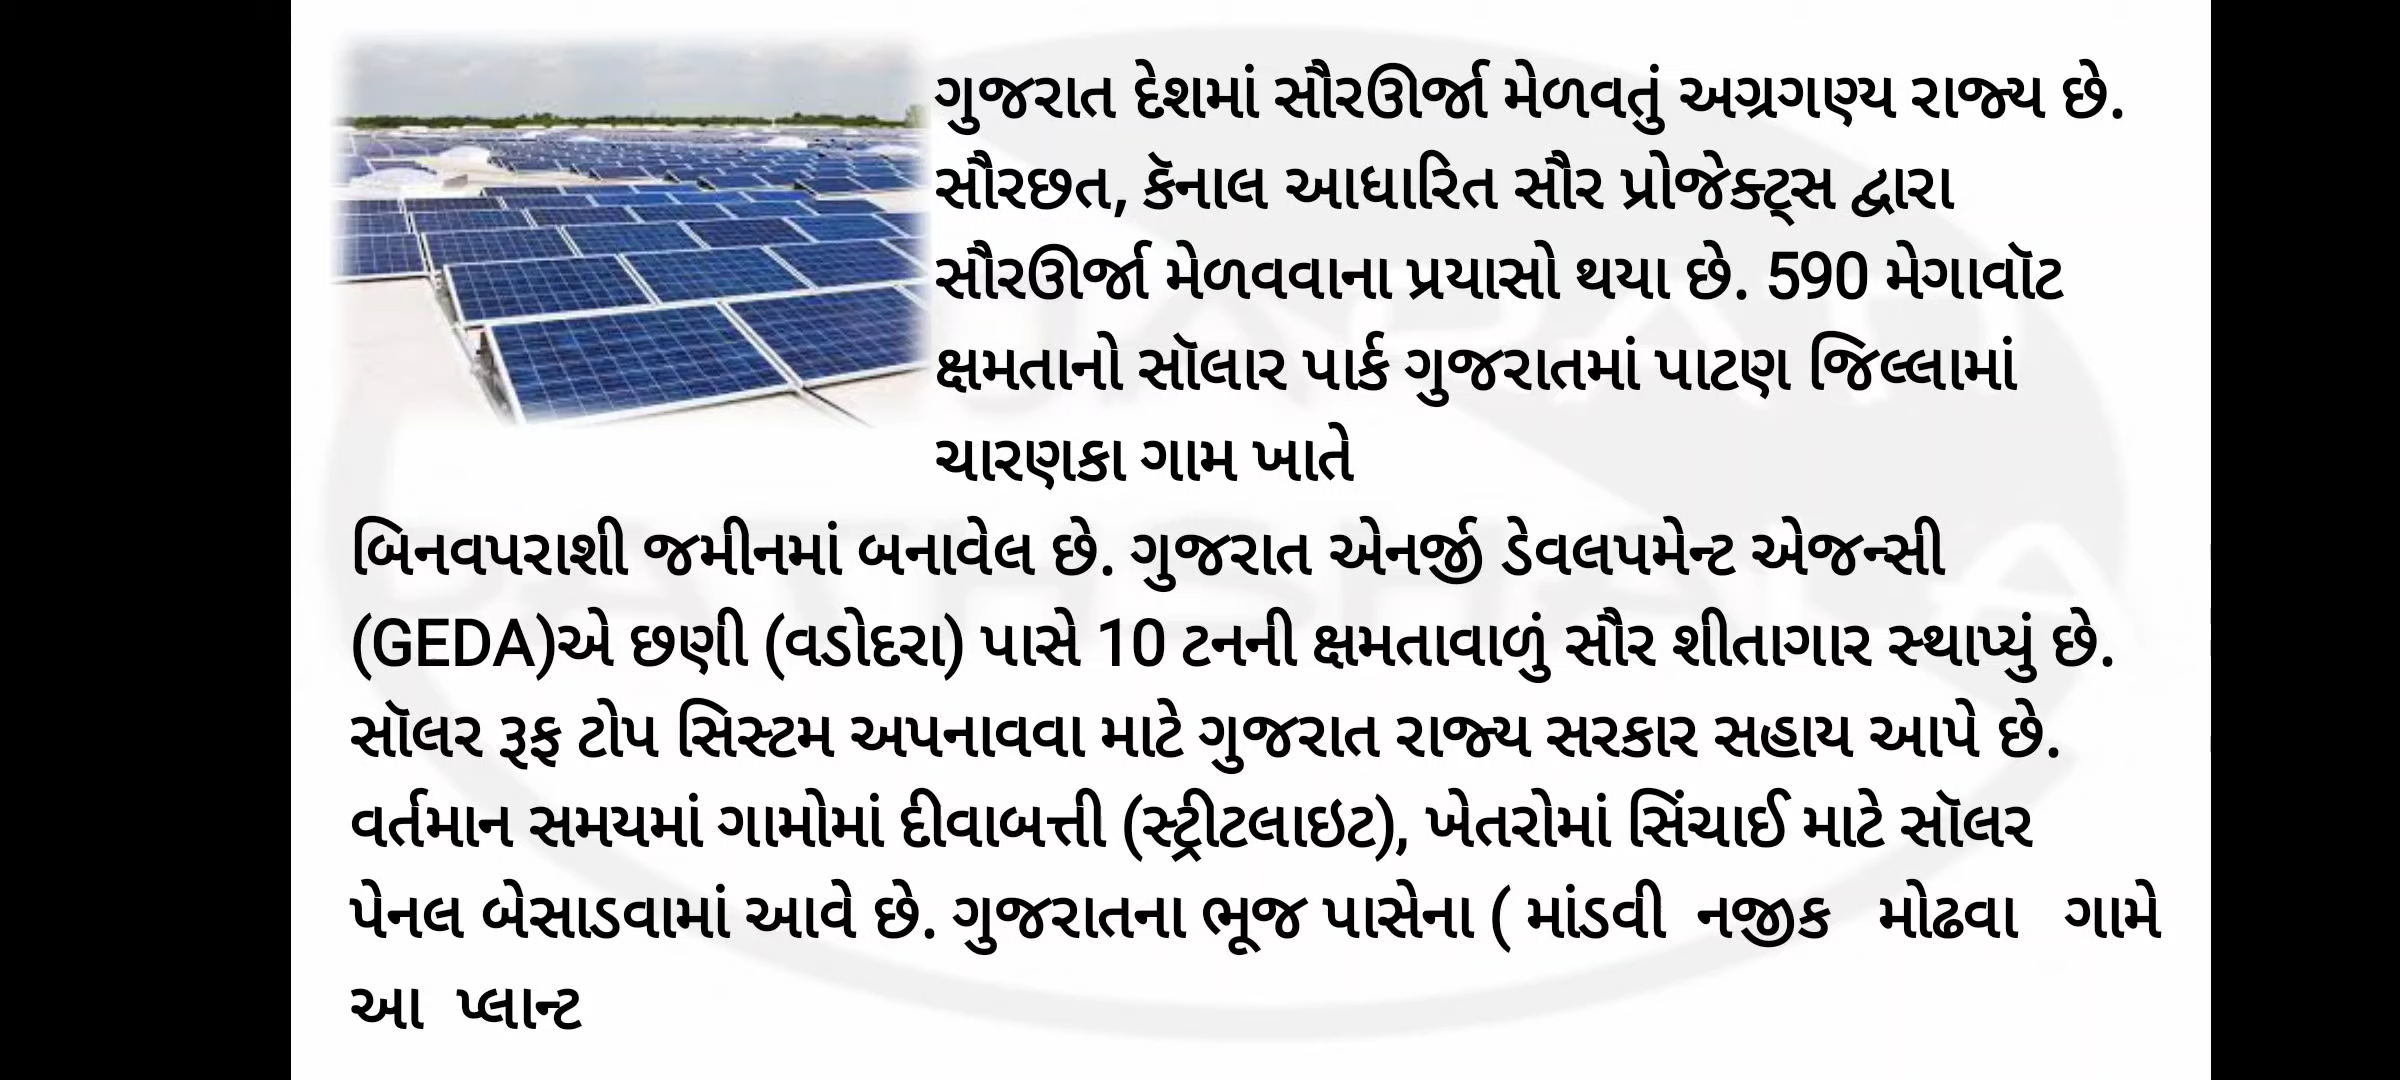 ગુજરાત દેશમાં સૌરઊર્જા મેળવતું અગ્રગણ્ય રાજ્ય છે.
સૌરછત, કૅનાલ આધારિત સૌર પ્રોજેક્ટ્સ દ્વારા
સૌરઊર્જા મેળવવાના પ્રયાસો થયા છે. 590 મેગાવૉટ
ક્ષમતાનો સૉલાર પાર્ક ગુજરાતમાં પાટણ જિલ્લામાં
ચારણકા ગામ ખાતે
બિનવપરાશી જમીનમાં બનાવેલ છે. ગુજરાત એનર્જી ડેવલપમેન્ટ એજન્સી
(GEDA)એ છણી (વડોદરા) પાસે 10 ટનની ક્ષમતાવાળું સૌર શીતાગાર સ્થાપ્યું છે.
સૉલર રૂફ ટોપ સિસ્ટમ અપનાવવા માટે ગુજરાત રાજ્ય સરકાર સહાય આપે છે.
વર્તમાન સમયમાં ગામોમાં દીવાબત્તી (સ્ટ્રીટલાઇટ), ખેતરોમાં સિંચાઈ માટે સૉલર
પેનલ બેસાડવામાં આવે છે. ગુજરાતના ભૂજ પાસેના ( માંડવી નજીક મોઢવા ગામે
આ પ્લાન્ટ